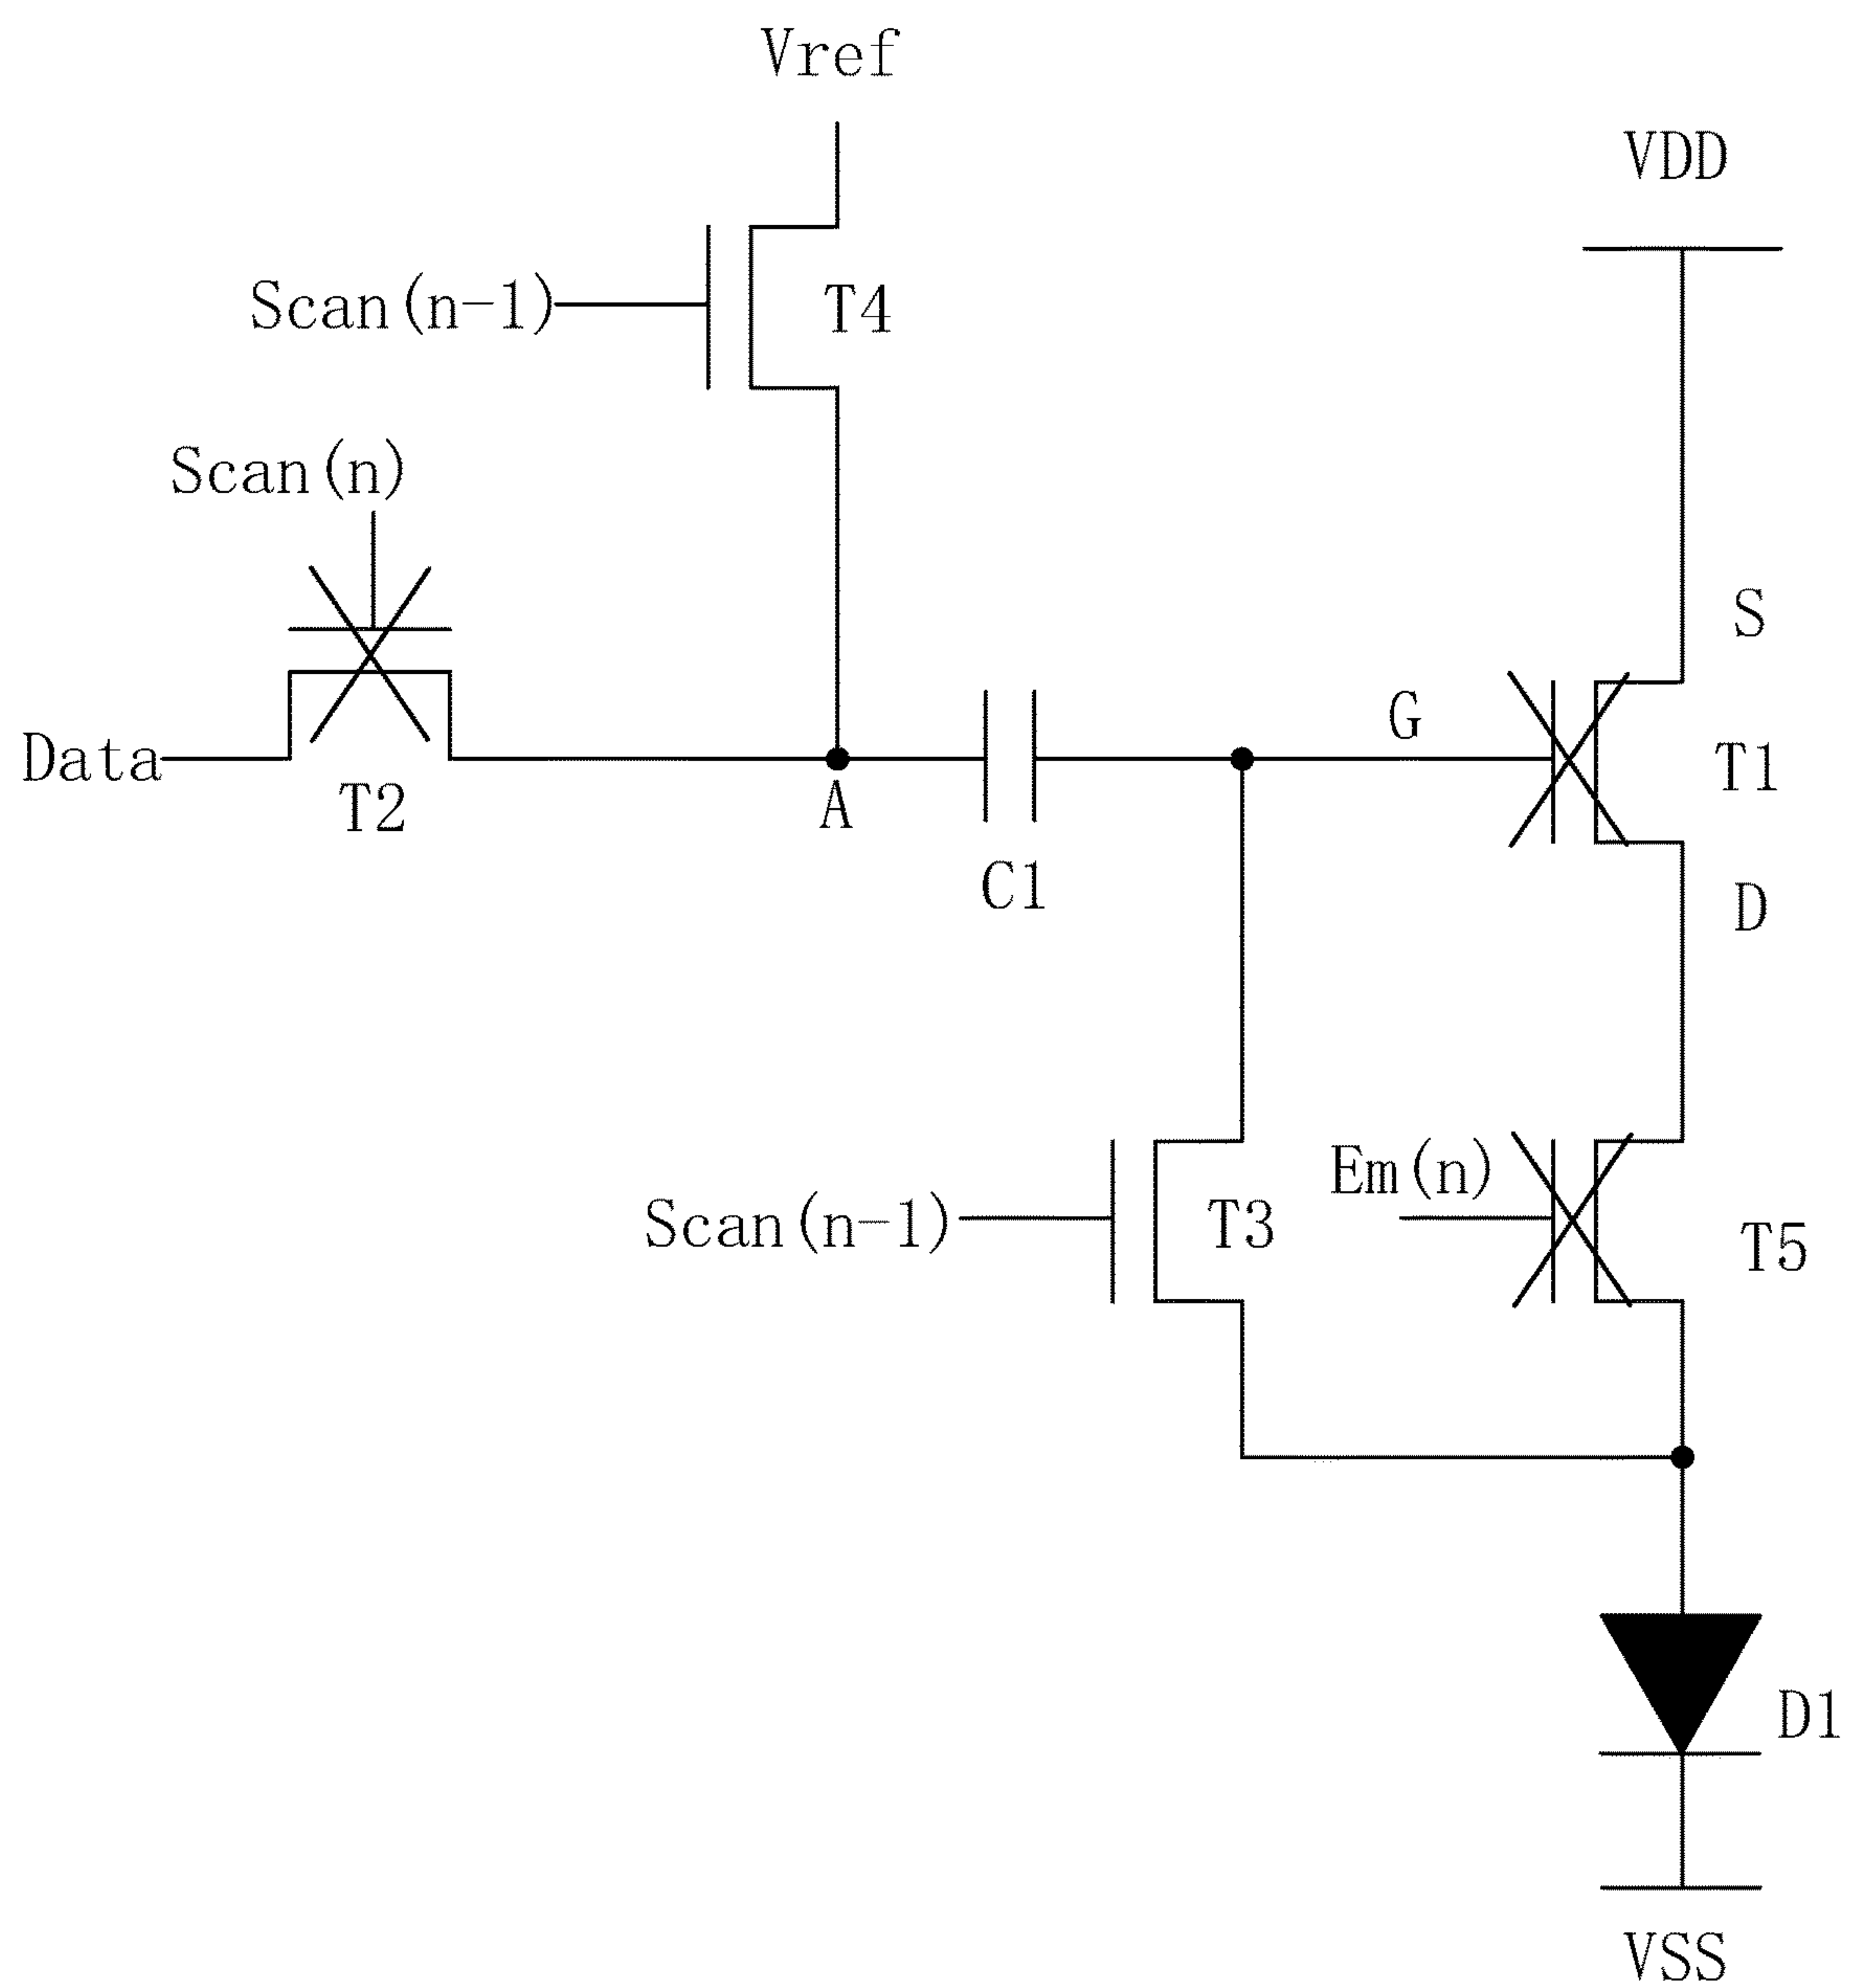 Vref
VDD
Scan(n-1)
T4
Scan(n)
S
G
T1
Data
T2
A
C1
D
Em(n)
Scan(n-1)
T3
T5
D1
VSS